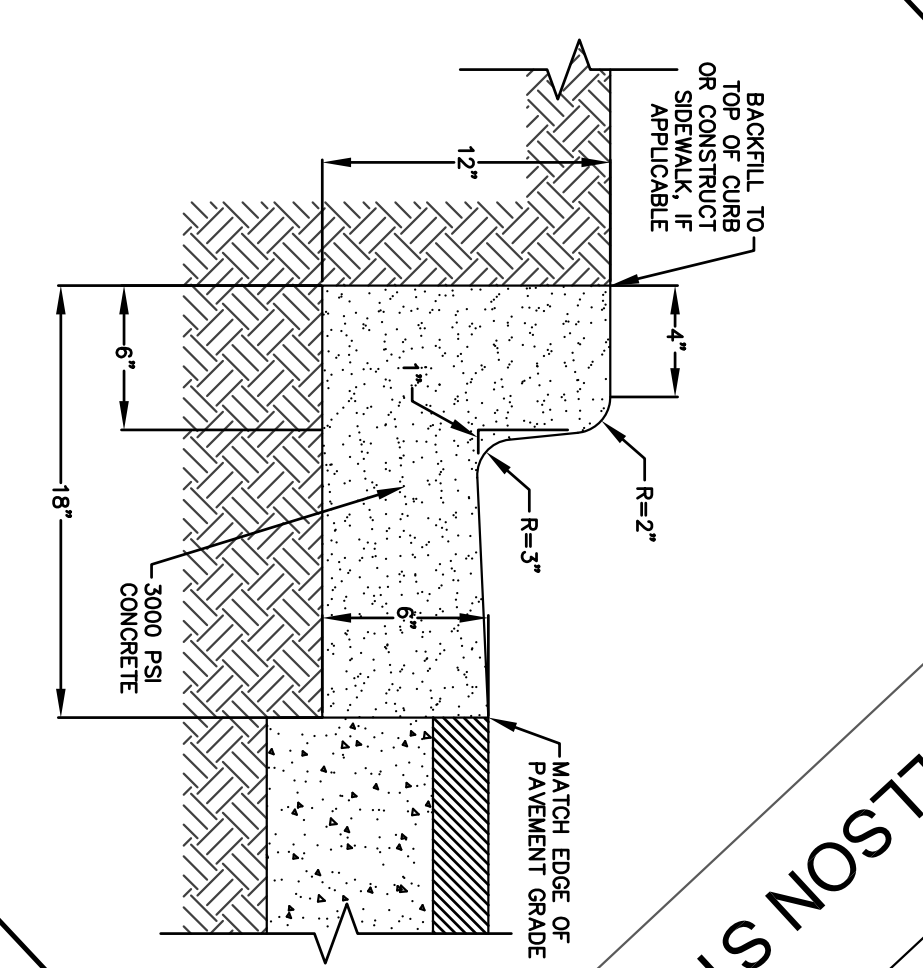 BACKFILL TO
TOP OF CURB
OR CONSTRUCT
SIDEWALK, IF
APPLICABLE
4"
12"
R=2"
1"
R=3"
6"
6"
MATCH EDGE OF
PAVEMENT GRADE
3000 PSI
CONCRETE
18"